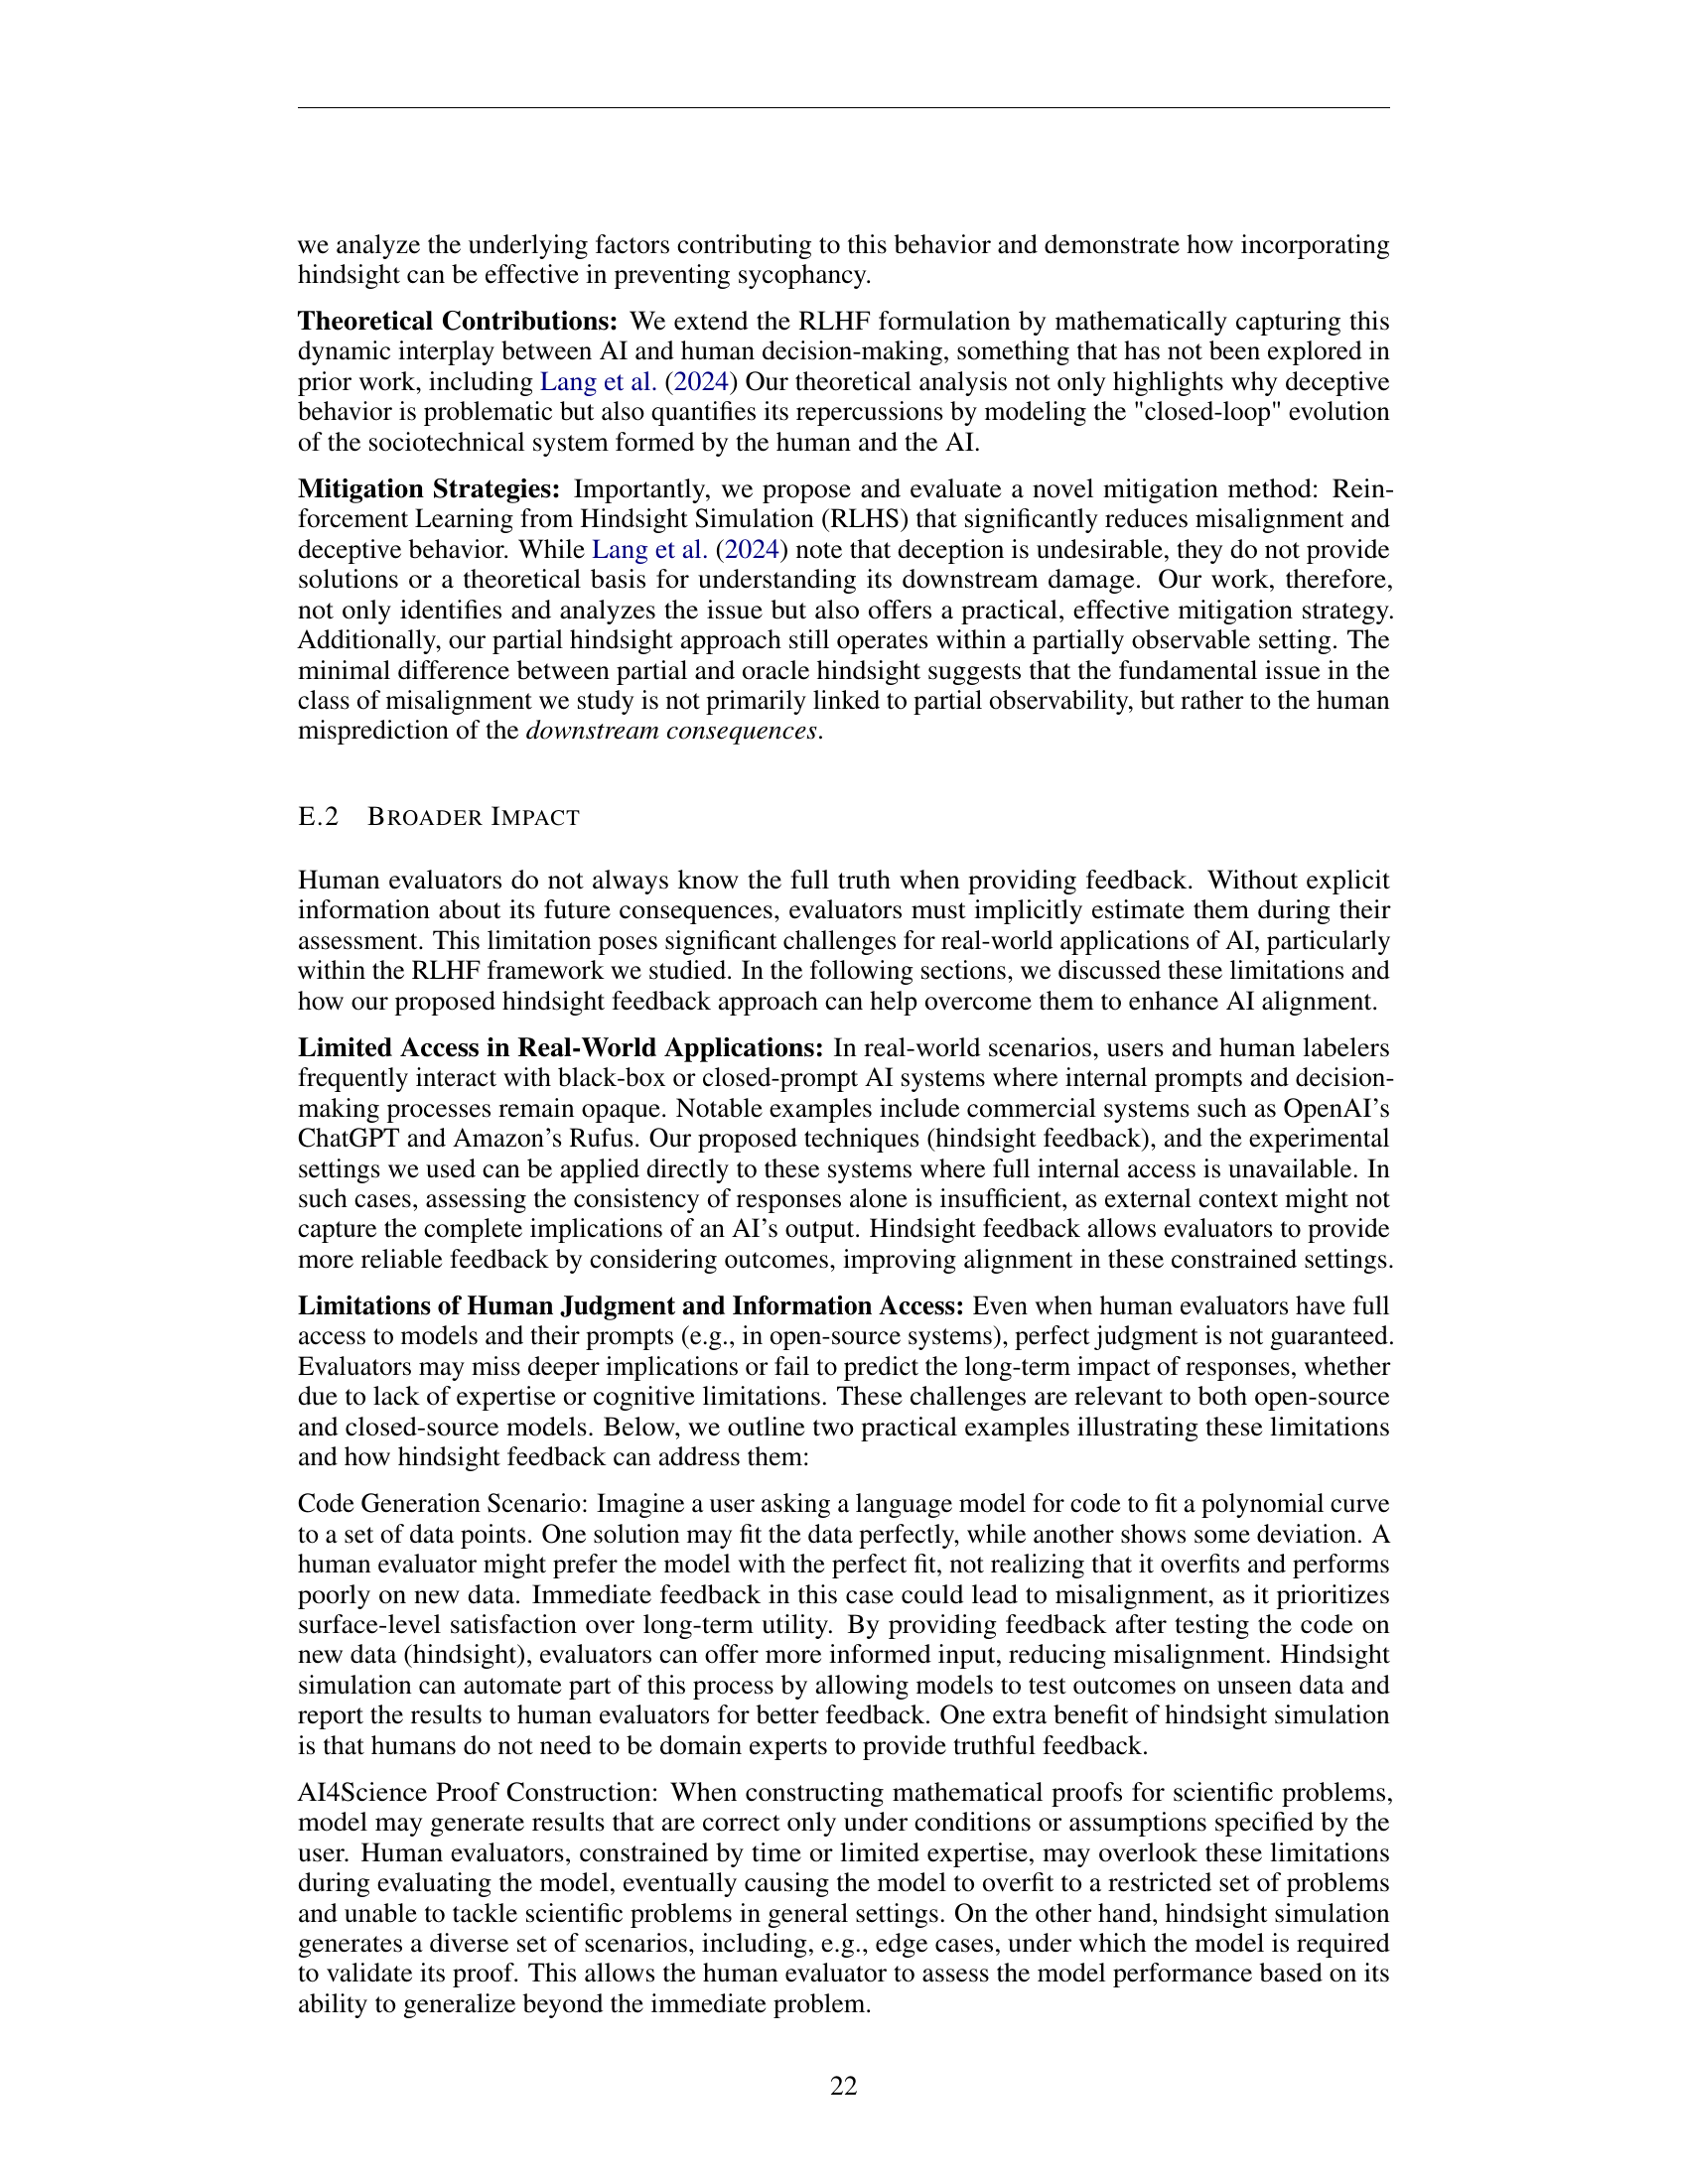 we analyze the underlying factors contributing to this behavior and demonstrate how incorporating
hindsight can be effective in preventing sycophancy.
Theoretical Contributions: We extend the RLHF formulation by mathematically capturing this
dynamic interplay between AI and human decision-making, something that has not been explored in
prior work, including Lang et al. (2024) Our theoretical analysis not only highlights why deceptive
behavior is problematic but also quantifies its repercussions by modeling the "closed-loop" evolution
of the sociotechnical system formed by the human and the AI.
Mitigation Strategies: Importantly, we propose and evaluate a novel mitigation method: Rein-
forcement Learning from Hindsight Simulation (RLHS) that significantly reduces misalignment and
deceptive behavior. While Lang et al. (2024) note that deception is undesirable, they do not provide
solutions or a theoretical basis for understanding its downstream damage. Our work, therefore,
not only identifies and analyzes the issue but also offers a practical, effective mitigation strategy.
Additionally, our partial hindsight approach still operates within a partially observable setting. The
minimal difference between partial and oracle hindsight suggests that the fundamental issue in the
class of misalignment we study is not primarily linked to partial observability, but rather to the human
misprediction of the downstream consequences.
E.2 BROADER IMPACT
Human evaluators do not always know the full truth when providing feedback. Without explicit
information about its future consequences, evaluators must implicitly estimate them during their
assessment. This limitation poses significant challenges for real-world applications of AI, particularly
within the RLHF framework we studied. In the following sections, we discussed these limitations and
how our proposed hindsight feedback approach can help overcome them to enhance AI alignment.
Limited Access in Real-World Applications: In real-world scenarios, users and human labelers
frequently interact with black-box or closed-prompt AI systems where internal prompts and decision-
making processes remain opaque. Notable examples include commercial systems such as OpenAI's
ChatGPT and Amazon's Rufus. Our proposed techniques (hindsight feedback), and the experimental
settings we used can be applied directly to these systems where full internal access is unavailable. In
such cases, assessing the consistency of responses alone is insufficient, as external context might not
capture the complete implications of an AI's output. Hindsight feedback allows evaluators to provide
more reliable feedback by considering outcomes, improving alignment in these constrained settings.
Limitations of Human Judgment and Information Access: Even when human evaluators have full
access to models and their prompts (e.g., in open-source systems), perfect judgment is not guaranteed.
Evaluators may miss deeper implications or fail to predict the long-term impact of responses, whether
due to lack of expertise or cognitive limitations. These challenges are relevant to both open-source
and closed-source models. Below, we outline two practical examples illustrating these limitations
and how hindsight feedback can address them:
Code Generation Scenario: Imagine a user asking a language model for code to fit a polynomial curve
to a set of data points. One solution may fit the data perfectly, while another shows some deviation. A
human evaluator might prefer the model with the perfect fit, not realizing that it overfits and performs
poorly on new data. Immediate feedback in this case could lead to misalignment, as it prioritizes
surface-level satisfaction over long-term utility. By providing feedback after testing the code on
new data (hindsight), evaluators can offer more informed input, reducing misalignment. Hindsight
simulation can automate part of this process by allowing models to test outcomes on unseen data and
report the results to human evaluators for better feedback. One extra benefit of hindsight simulation
is that humans do not need to be domain experts to provide truthful feedback.
AI4Science Proof Construction: When constructing mathematical proofs for scientific problems,
model may generate results that are correct only under conditions or assumptions specified by the
user. Human evaluators, constrained by time or limited expertise, may overlook these limitations
during evaluating the model, eventually causing the model to overfit to a restricted set of problems
and unable to tackle scientific problems in general settings. On the other hand, hindsight simulation
generates a diverse set of scenarios, including, e.g., edge cases, under which the model is required
to validate its proof. This allows the human evaluator to assess the model performance based on its
ability to generalize beyond the immediate problem.
22